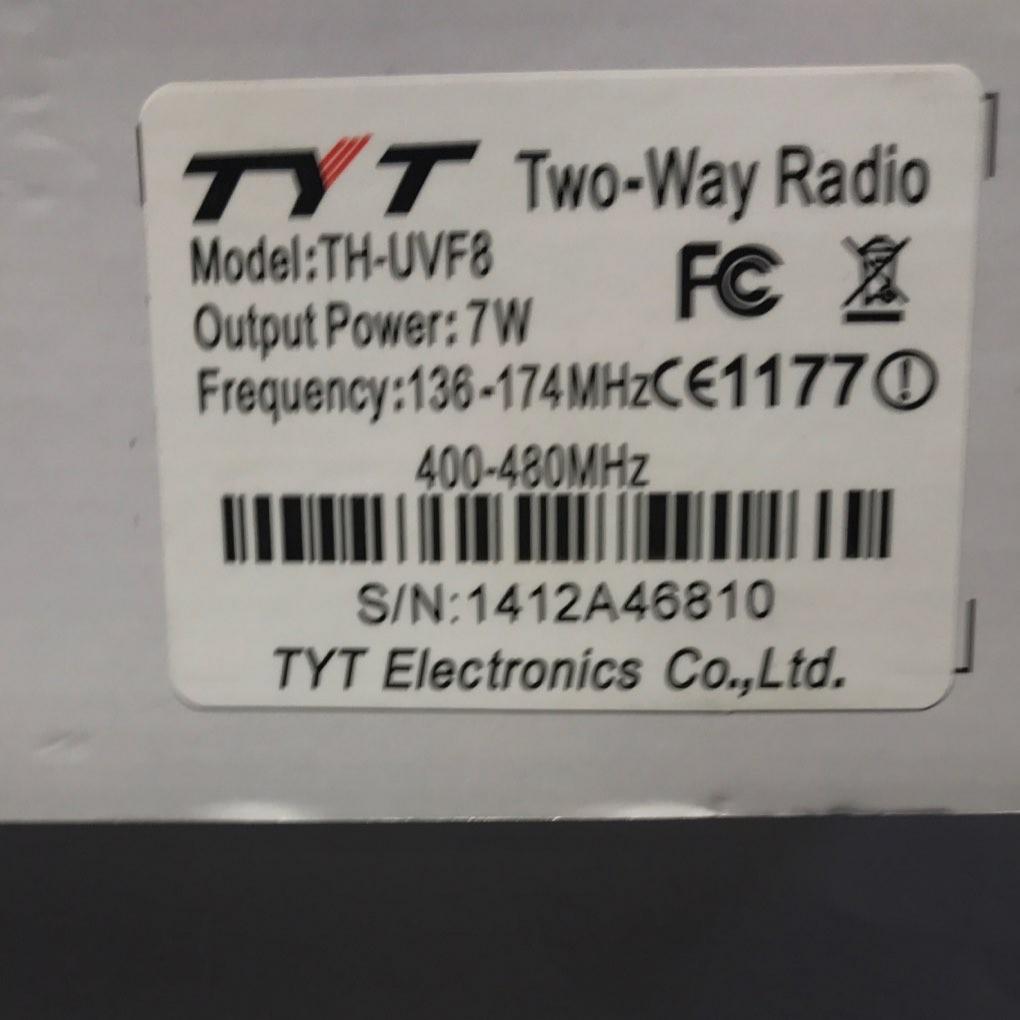 TYT Two-Way Radio
Model:TH-UVF8
FC
Output Power: 7W
Frequency:136-174MHz CE1177
400-480MHz
S/N:1412A46810
TYT Electronics Co.,Ltd.